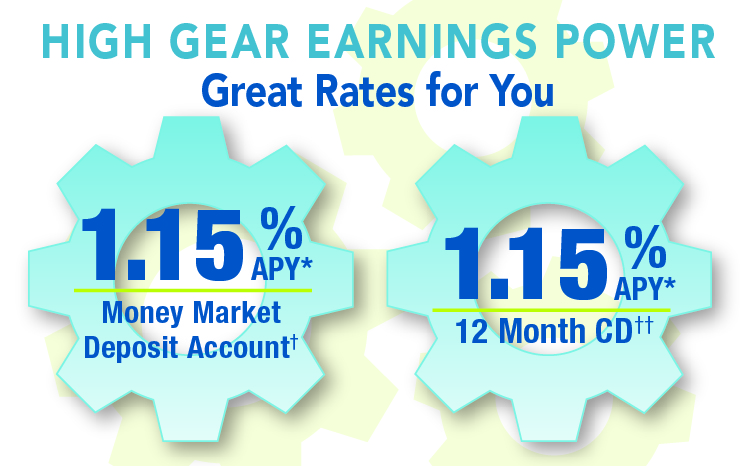 HIGH GEAR EARNINGS POWER
Great Rates for You
1.15% APY*
Money Market
Deposit Account†
1.15% APY*
12 Month CD††